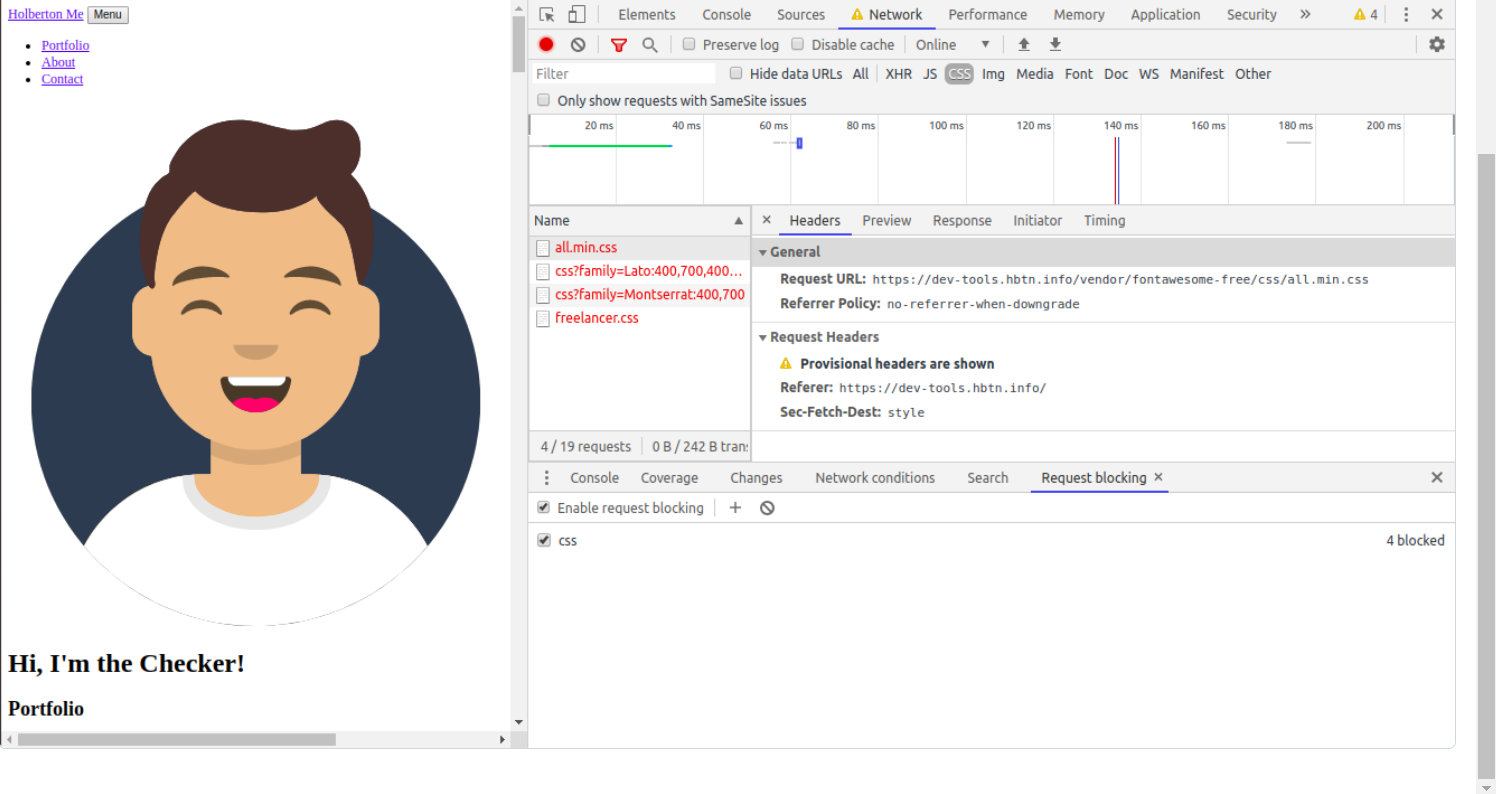 Holberton Me Menu
Portfolio
About
Contact
Hi, I'm the Checker!
Portfolio
Elements Console Sources Network Performance Memory Application Security » 4
Preserve log Disable cache Online
Filter Hide data URLs All XHR JS CSS Img Media Font Doc WS Manifest Other
Only show requests with SameSite issues
20 ms 40 ms 60 ms 80 ms 100 ms 120 ms 140 ms 160 ms 180 ms 200 ms
Name
all.min.css
css?family=Lato:400,700,400…
css?family=Montserrat:400,700
freelancer.css
4 / 19 requests 0 B / 242 B tran
Headers Preview Response Initiator Timing
General
Request URL: https://dev-tools.hbtn.info/vendor/fontawesome-free/css/all.min.css
Referrer Policy: no-referrer-when-downgrade
Request Headers
Provisional headers are shown
Referer: https://dev-tools.hbtn.info/
Sec-Fetch-Dest: style
Console Coverage Changes Network conditions Search Request blocking
Enable request blocking
css 4 blocked